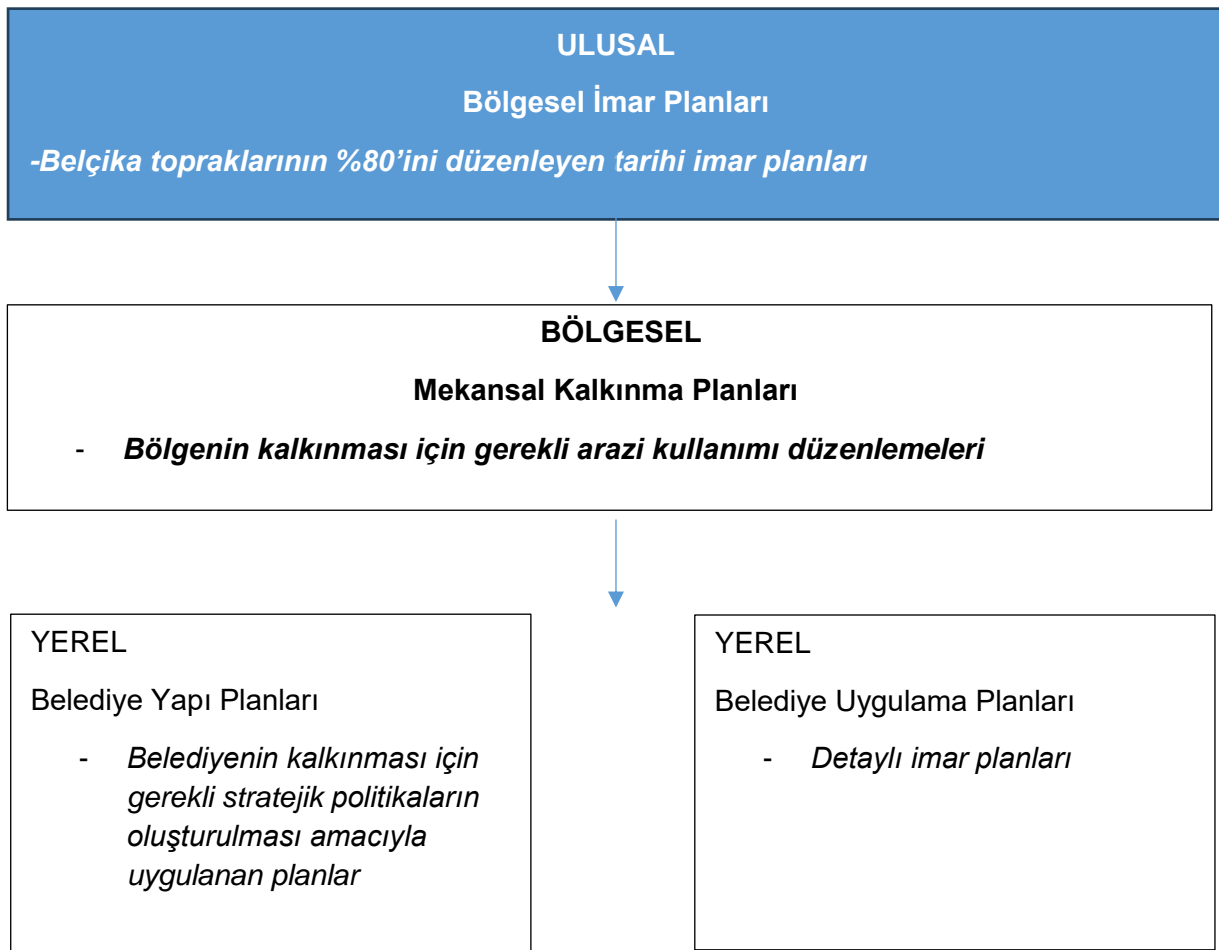 ULUSAL
Bölgesel İmar Planları
-Belçika topraklarının %80’ini düzenleyen tarihi imar planları
BÖLGESEL
Mekansal Kalkınma Planları
- Bölgenin kalkınması için gerekli arazi kullanımı düzenlemeleri
YEREL
Belediye Yapı Planları
- Belediyenin kalkınması için
gerekli stratejik politikaların
oluşturulması amacıyla
uygulanan planlar
YEREL
Belediye Uygulama Planları
- Detaylı imar planları